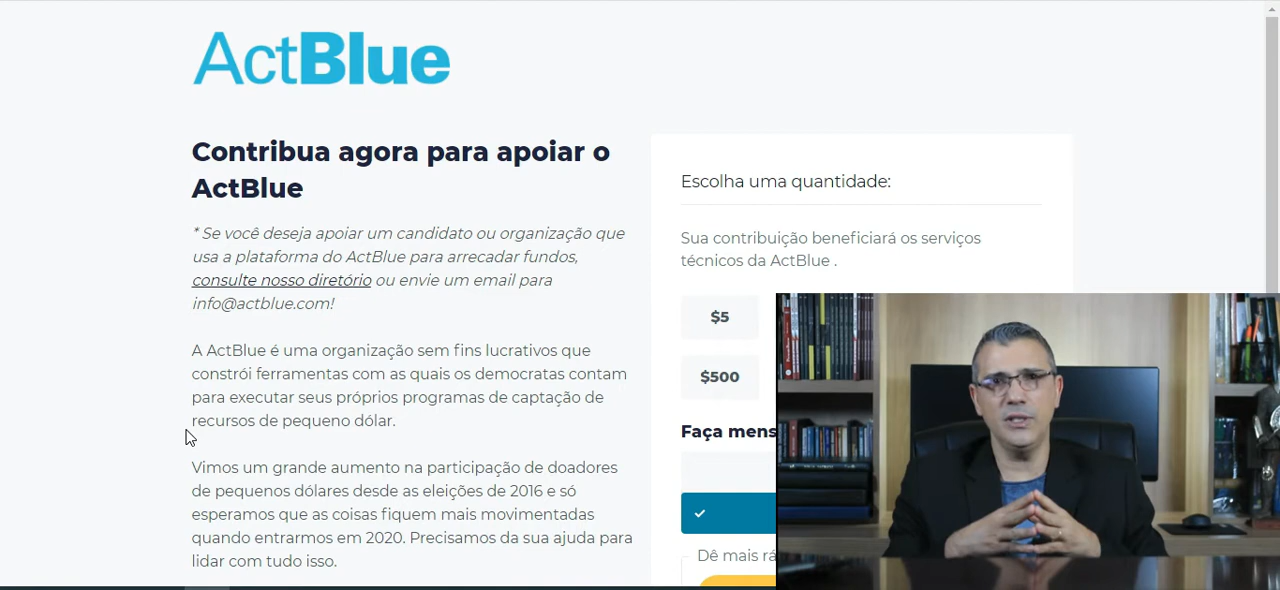 ActBlue
Contribua agora para apoiar o
ActBlue
* Se você deseja apoiar um candidato ou organização que
usa a plataforma do ActBlue para arrecadar fundos,
consulte nosso diretório ou envie um email para
info@actblue.com!
A ActBlue é uma organização sem fins lucrativos que
constrói ferramentas com as quais os democratas contam
para executar seus próprios programas de captação de
recursos de pequeno dólar.
Vimos um grande aumento na participação de doadores
de pequenos dólares desde as eleições de 2016 e só
esperamos que as coisas fiquem mais movimentadas
quando entrarmos em 2020. Precisamos da sua ajuda para
lidar com tudo isso.
Escolha uma quantidade:
Sua contribuição beneficiará os serviços
técnicos da ActBlue .
$5
$500
Faça mens
Dê mais rá